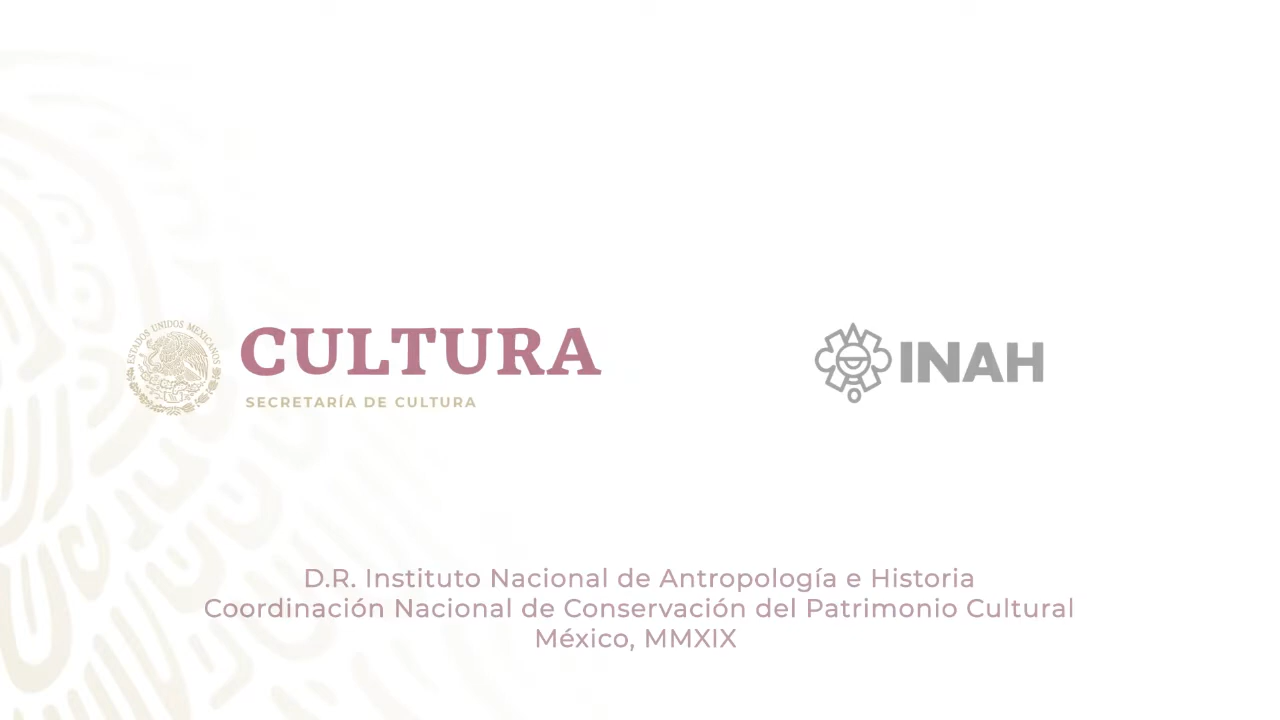 ESTADOS UNIDOS MEXICANOS
CULTURA
SECRETARÍA DE CULTURA
INAH
D.R. Instituto Nacional de Antropología e Historia
Coordinación Nacional de Conservación del Patrimonio Cultural
México, MMXIX